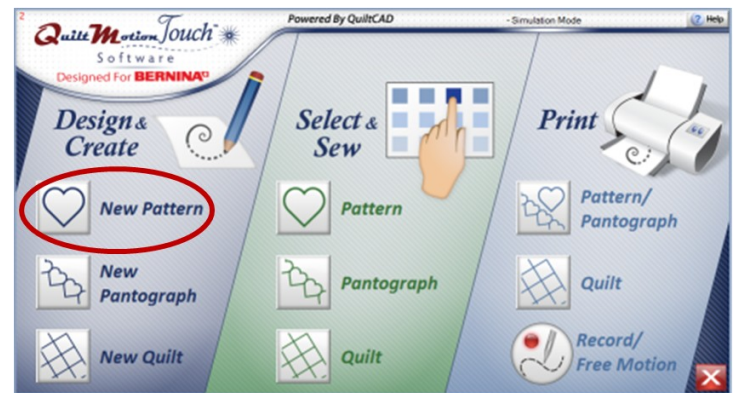 2
Quilt Motion Touch
Software
Designed For BERNINA
Powered By QuiltCAD
- Simulation Mode
? Help
Design &
Create
New Pattern
New
Pantograph
New Quilt
Select &
Sew
Pattern
Pantograph
Quilt
Print
Pattern/
Pantograph
Quilt
Record/
Free Motion